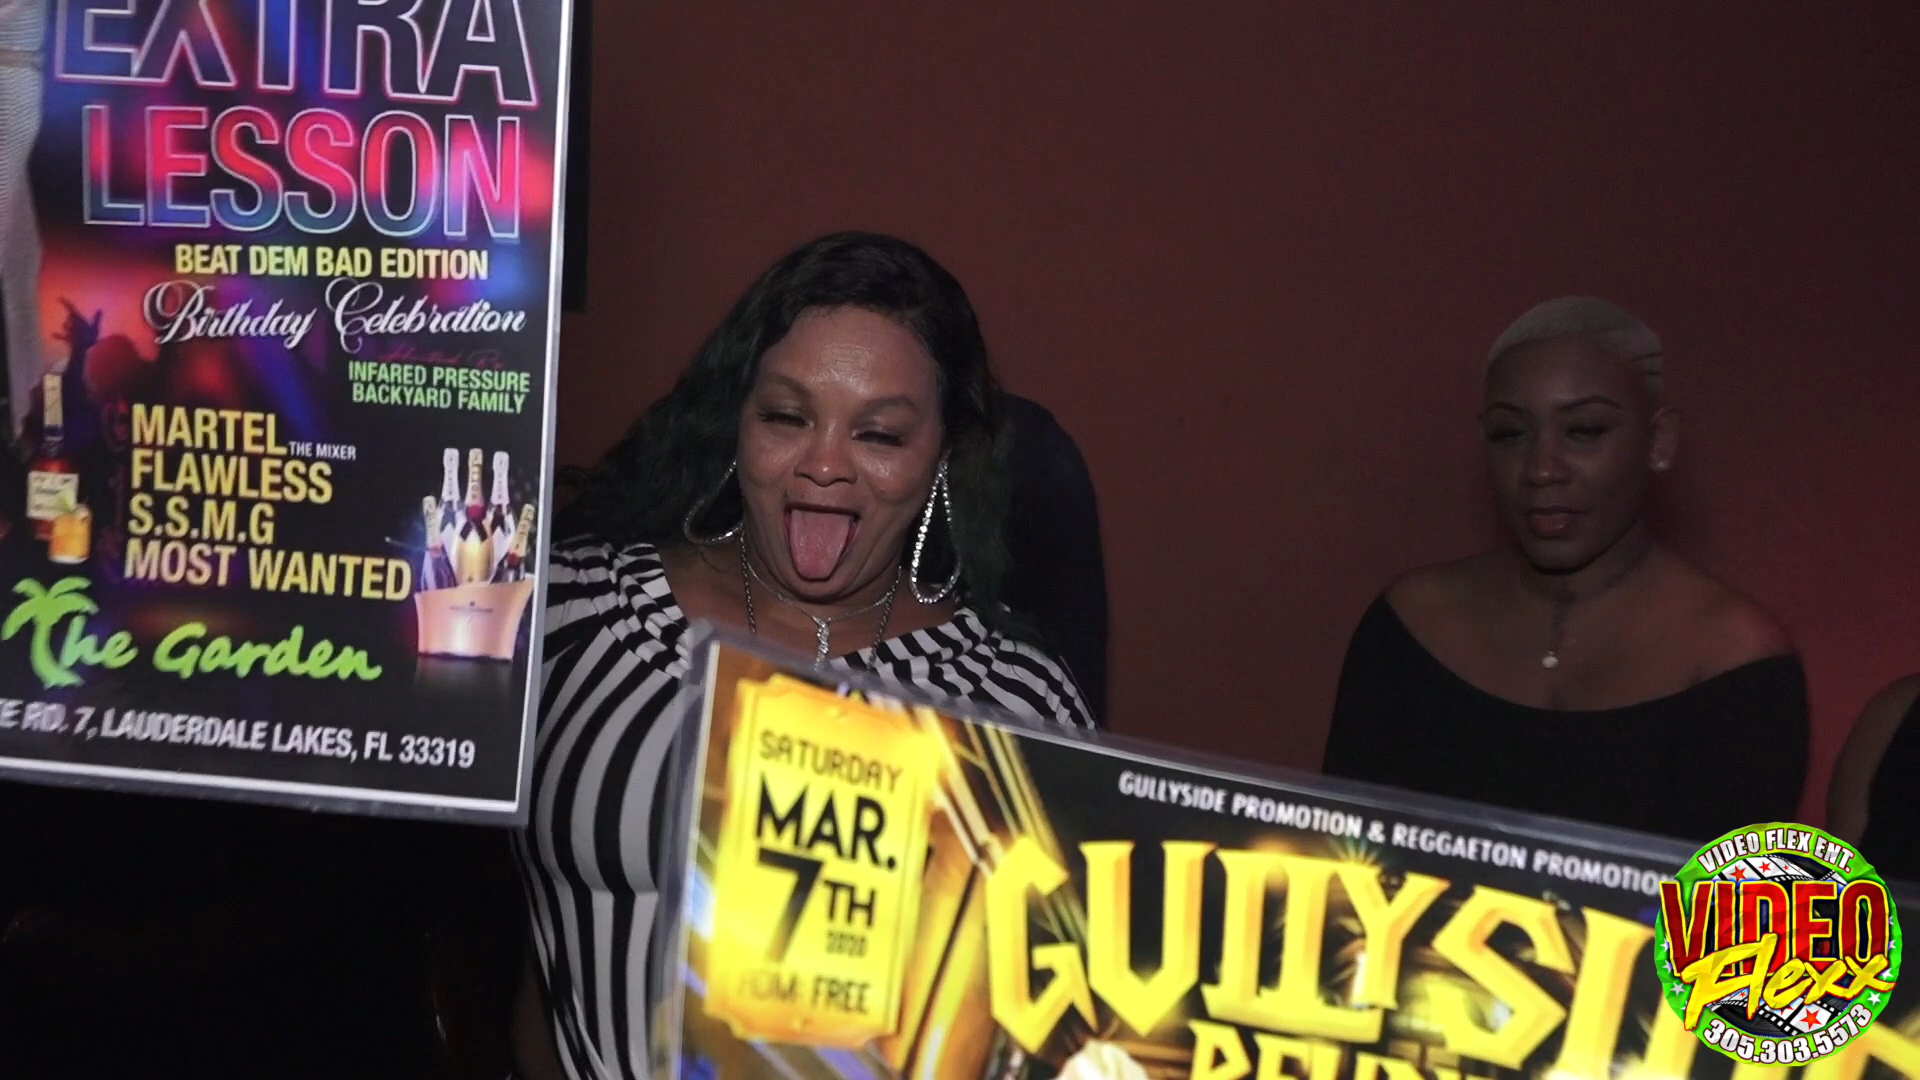 EXTRA
LESSON
BEAT DEM BAD EDITION
Birthday Celebration
INFARED PRESSURE
BACKYARD FAMILY
MARTEL THE MIXER
FLAWLESS
S.S.M.G
MOST WANTED
The Garden
RD. 7, LAUDERDALE LAKES, FL 33319
SATURDAY
MAR.
7TH
2020
FREE
GULLYSIDE PROMOTION & REGGAETON PROMOTION
GULLYSI
VIDEO FLEX ENT.
VIDEO
Flexx
305.303.5573